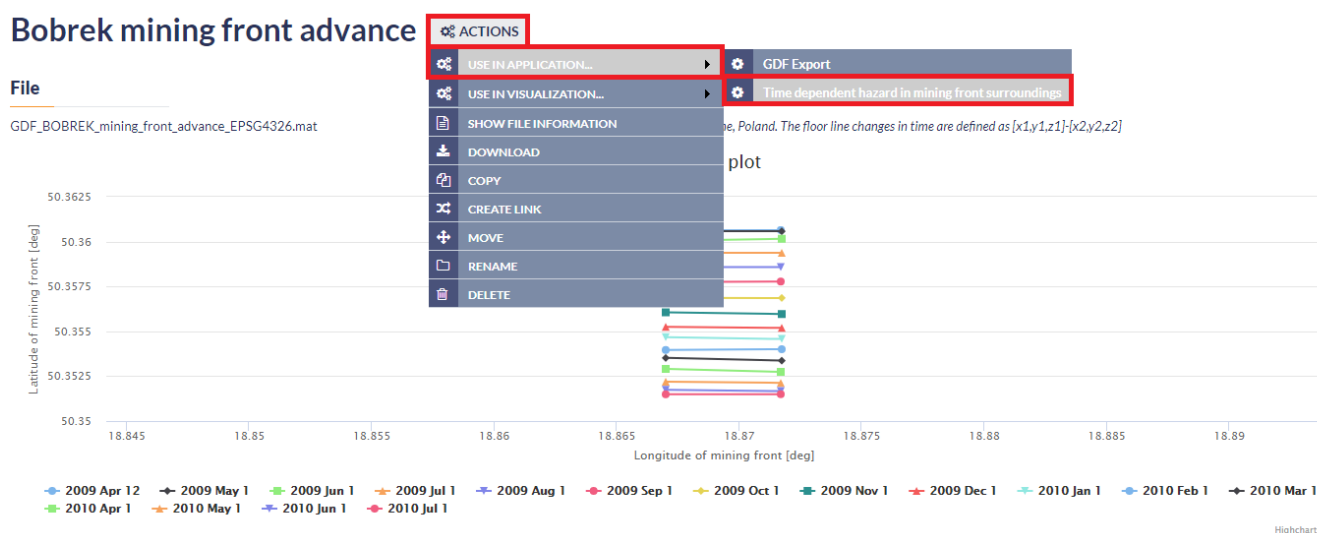 Bobrek mining front advance
ACTIONS
USE IN APPLICATION...
GDF Export
File
USE IN VISUALIZATION...
Time dependent hazard in mining front surroundings
GDF_BOBREK_mining_front_advance_EPSG4326.mat
SHOW FILE INFORMATION
Poland. The floor line changes in time are defined as [x1,y1,z1]-[x2,y2,z2]
DOWNLOAD
plot
COPY
CREATE LINK
MOVE
RENAME
DELETE
Latitude of mining front [deg]
50.3625
50.36
50.3575
50.355
50.3525
50.35
18.845 18.85 18.855 18.86 18.865 18.87 18.875 18.88 18.885 18.89
Longitude of mining front [deg]
2009 Apr 12 2009 May 1 2009 Jun 1 2009 Jul 1 2009 Aug 1 2009 Sep 1 2009 Oct 1 2009 Nov 1 2009 Dec 1 2010 Jan 1 2010 Feb 1 2010 Mar 1
2010 Apr 1 2010 May 1 2010 Jun 1 2010 Jul 1
Highchart